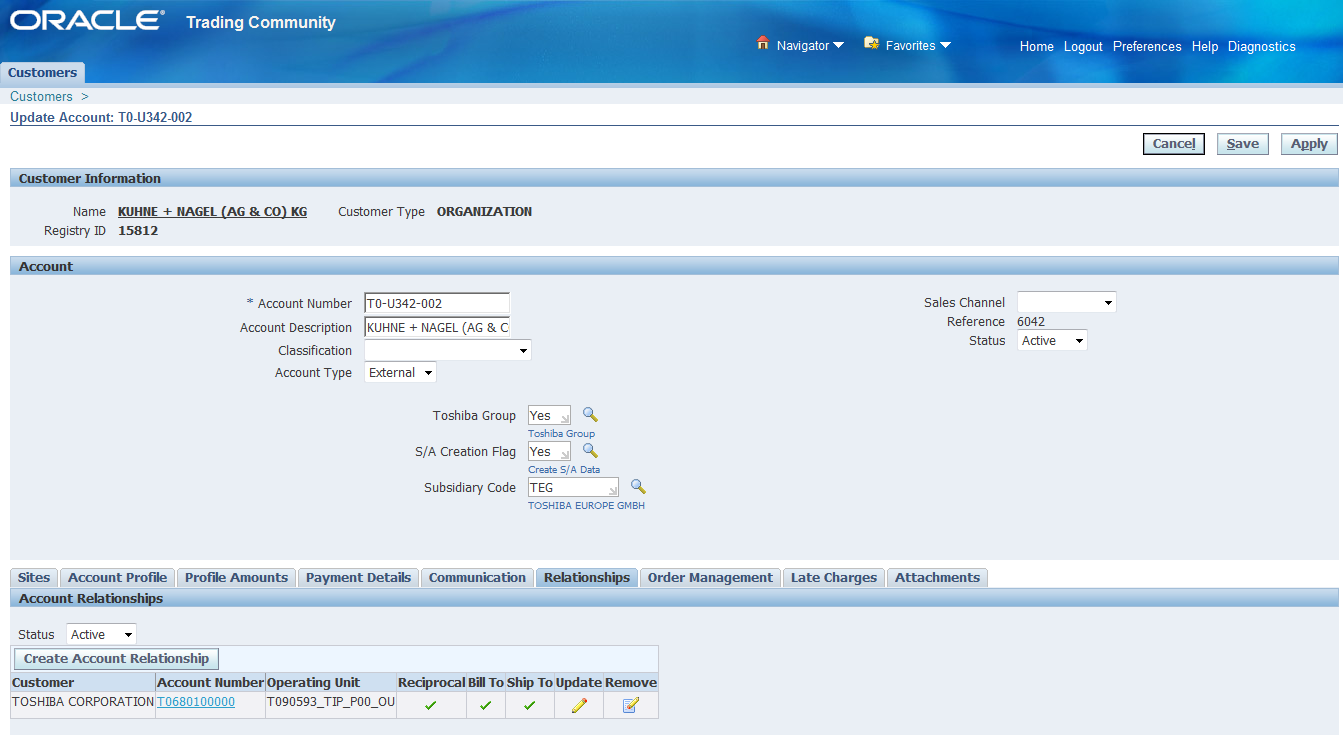 ORACLE® Trading Community
Navigator Favorites Home Logout Preferences Help Diagnostics
Customers
Customers >
Update Account: T0-U342-002
Cancel Save Apply
Customer Information
Name KUHNE + NAGEL (AG & CO) KG Customer Type ORGANIZATION
Registry ID 15812
Account
* Account Number T0-U342-002
Account Description KUHNE + NAGEL (AG & C
Classification
Account Type External
Sales Channel
Reference 6042
Status Active
Toshiba Group Yes
Toshiba Group
S/A Creation Flag Yes
Create S/A Data
Subsidiary Code TEG
TOSHIBA EUROPE GMBH
Sites Account Profile Profile Amounts Payment Details Communication Relationships Order Management Late Charges Attachments
Account Relationships
Status Active
Create Account Relationship
Customer Account Number Operating Unit Reciprocal Bill To Ship To Update Remove
TOSHIBA CORPORATION T0680100000 T090593_TIP_P00_OU